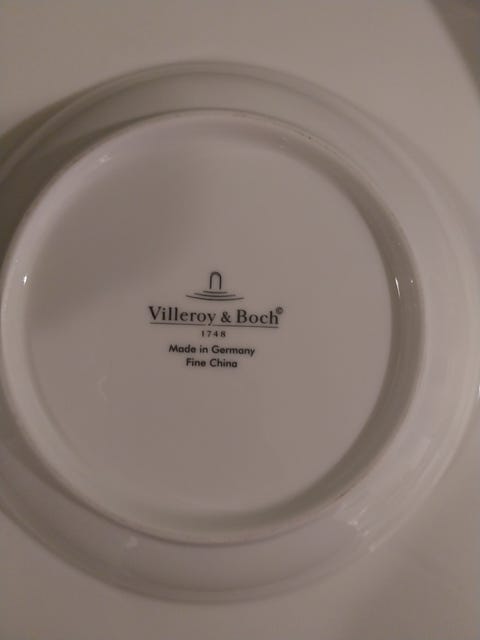 Villeroy & Boch©
1748
Made in Germany
Fine China